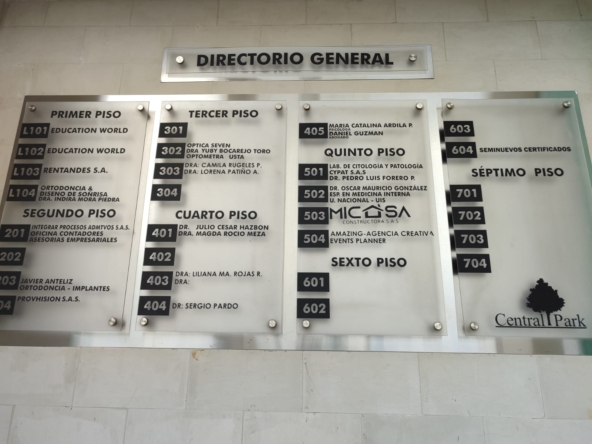 DIRECTORIO GENERAL
PRIMER PISO
L101 EDUCATION WORLD
L102 EDUCATION WORLD
L103 RENTANDES S.A.
L104 ORTODONCIA &
DISEÑO DE SONRISA
DRA. INDIRA MORA PIEDRA
SEGUNDO PISO
201 INTEGRAR PROCESOS ADMTVOS S.A.S.
OFICINA CONTADORES
ASESORIAS EMPRESARIALES
202
203 JAVIER ANTELIZ
ORTODONCIA - IMPLANTES
04 PROVHISION S.A.S.
TERCER PISO
301
302 OPTICA SEVEN
DRA YUBY BOCAREJO TORO
OPTOMETRA USTA
303 DRA. CAMILA RUGELES P.
DRA. LORENA PATIÑO A.
304
CUARTO PISO
401 DR. JULIO CESAR HAZBON
DRA. MAGDA ROCIO MEZA
402
403 DRA: LILIANA MA. ROJAS R.
DRA:
404 DR: SERGIO PARDO
405 MARIA CATALINA ARDILA P.
DANIEL GUZMAN
QUINTO PISO
501 LAB. DE CITOLOGÍA Y PATOLOGÍA
CYPAT S.A.S
DR. PEDRO LUIS FORERO P.
502 DR. OSCAR MAURICIO GONZÁLEZ
ESP. EN MEDICINA INTERNA
U. NACIONAL - UIS
503 MICASA
CONSTRUCTORA S.A.S
504 AMAZING-AGENCIA CREATIVA
EVENTS PLANNER
SEXTO PISO
601
602
603
604 SEMINUEVOS CERTIFICADOS
SÉPTIMO PISO
701
702
703
704
Central Park